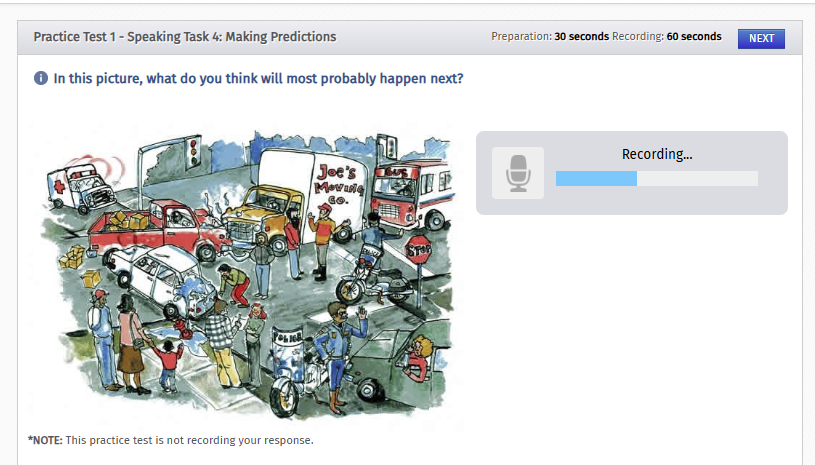 Practice Test 1 - Speaking Task 4: Making Predictions
Preparation: 30 seconds Recording: 60 seconds
NEXT
In this picture, what do you think will most probably happen next?
Recording...
JOE'S
MOVING
CO.
BUS
STOP
POLICE
POLICE
*NOTE: This practice test is not recording your response.